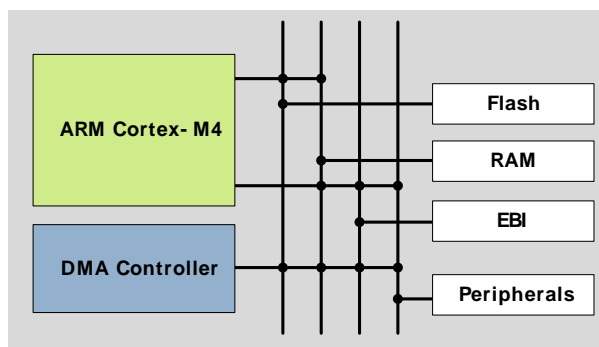 ARM Cortex- M4
DMA Controller
Flash
RAM
EBI
Peripherals